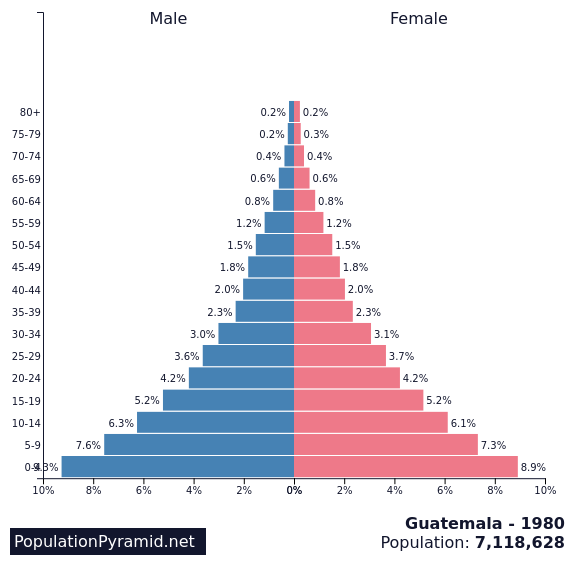 Male Female
80+ 0.2% 0.2%
75-79 0.2% 0.3%
70-74 0.4% 0.4%
65-69 0.6% 0.6%
60-64 0.8% 0.8%
55-59 1.2% 1.2%
50-54 1.5% 1.5%
45-49 1.8% 1.8%
40-44 2.0% 2.0%
35-39 2.3% 2.3%
30-34 3.0% 3.1%
25-29 3.6% 3.7%
20-24 4.2% 4.2%
15-19 5.2% 5.2%
10-14 6.3% 6.1%
5-9 7.6% 7.3%
0-4 9.3% 8.9%
10% 8% 6% 4% 2% 0% 2% 4% 6% 8% 10%
Guatemala - 1980
PopulationPyramid.net Population: 7,118,628